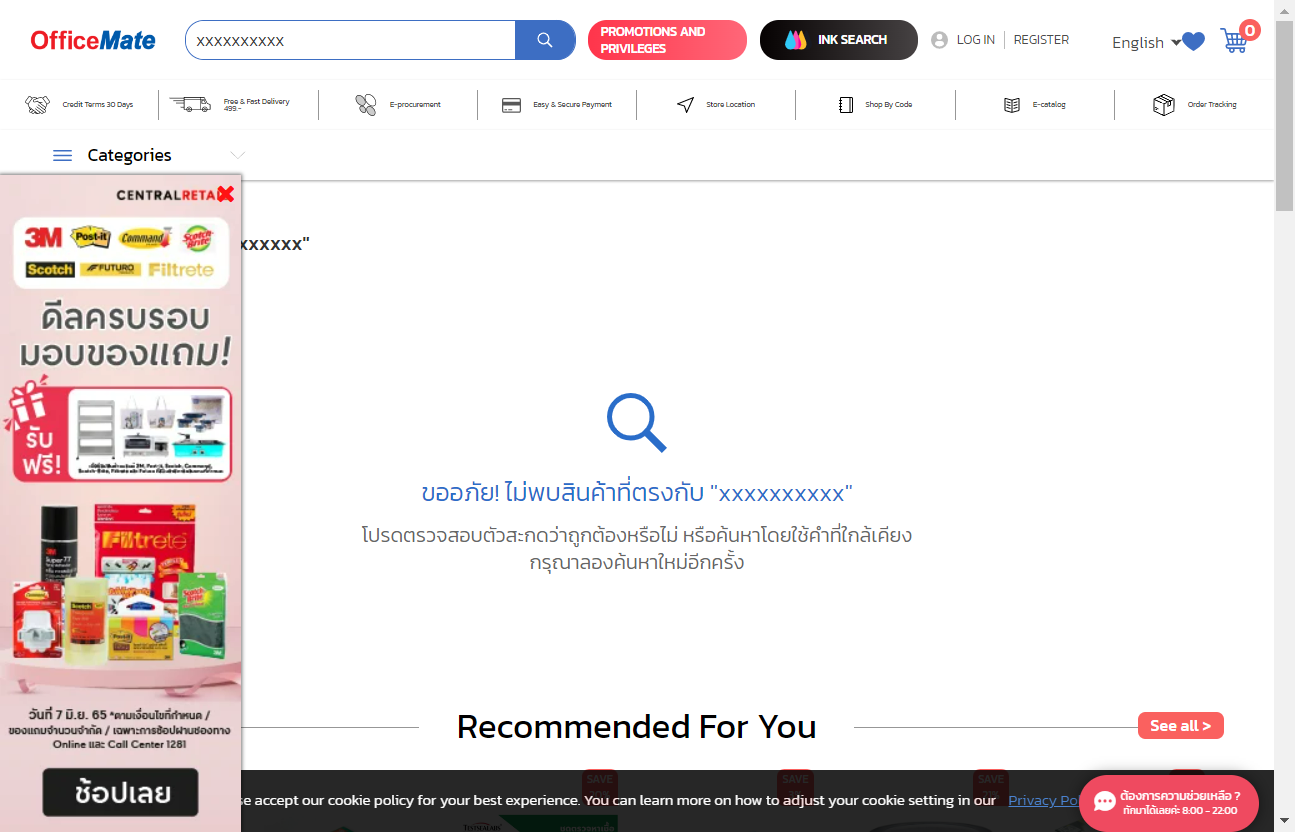 OfficeMate
xxxxxxxxxx
PROMOTIONS AND
PRIVILEGES
INK SEARCH
LOG IN
REGISTER
English
0
Credit Terms 30 Days
Free & Fast Delivery
499.-
E-procurement
Easy & Secure Payment
Store Location
Shop By Code
E-catalog
Order Tracking
Categories
CENTRALRETA
3M Post-it Command Scotch-Brite
Scotch FUTURO Filtrete
ดีลครบรอบ
มอบของแถม!
รับ
ฟรี!
xxxxxx"
ขออภัย! ไม่พบสินค้าที่ตรงกับ "xxxxxxxxxx"
โปรดตรวจสอบตัวสะกดว่าถูกต้องหรือไม่ หรือค้นหาโดยใช้คำที่ใกล้เคียง
กรุณาลองค้นหาใหม่อีกครั้ง
3M
Super 77
Filtrete
Command
Scotch
Post-it
Scotch-Brite
วันที่ 7 มิ.ย. 65 *ตามเงื่อนไขที่กำหนด /
ของแถมจำนวนจำกัด / เฉพาะการช้อปผ่านช่องทาง
Online และ Call Center 1281
ช้อปเลย
Recommended For You
See all >
SAVE
SAVE
SAVE
se accept our cookie policy for your best experience. You can learn more on how to adjust your cookie setting in our Privacy Po
ต้องการความช่วยเหลือ ?
ทักมาได้เลยค่ะ 8:00 - 22:00